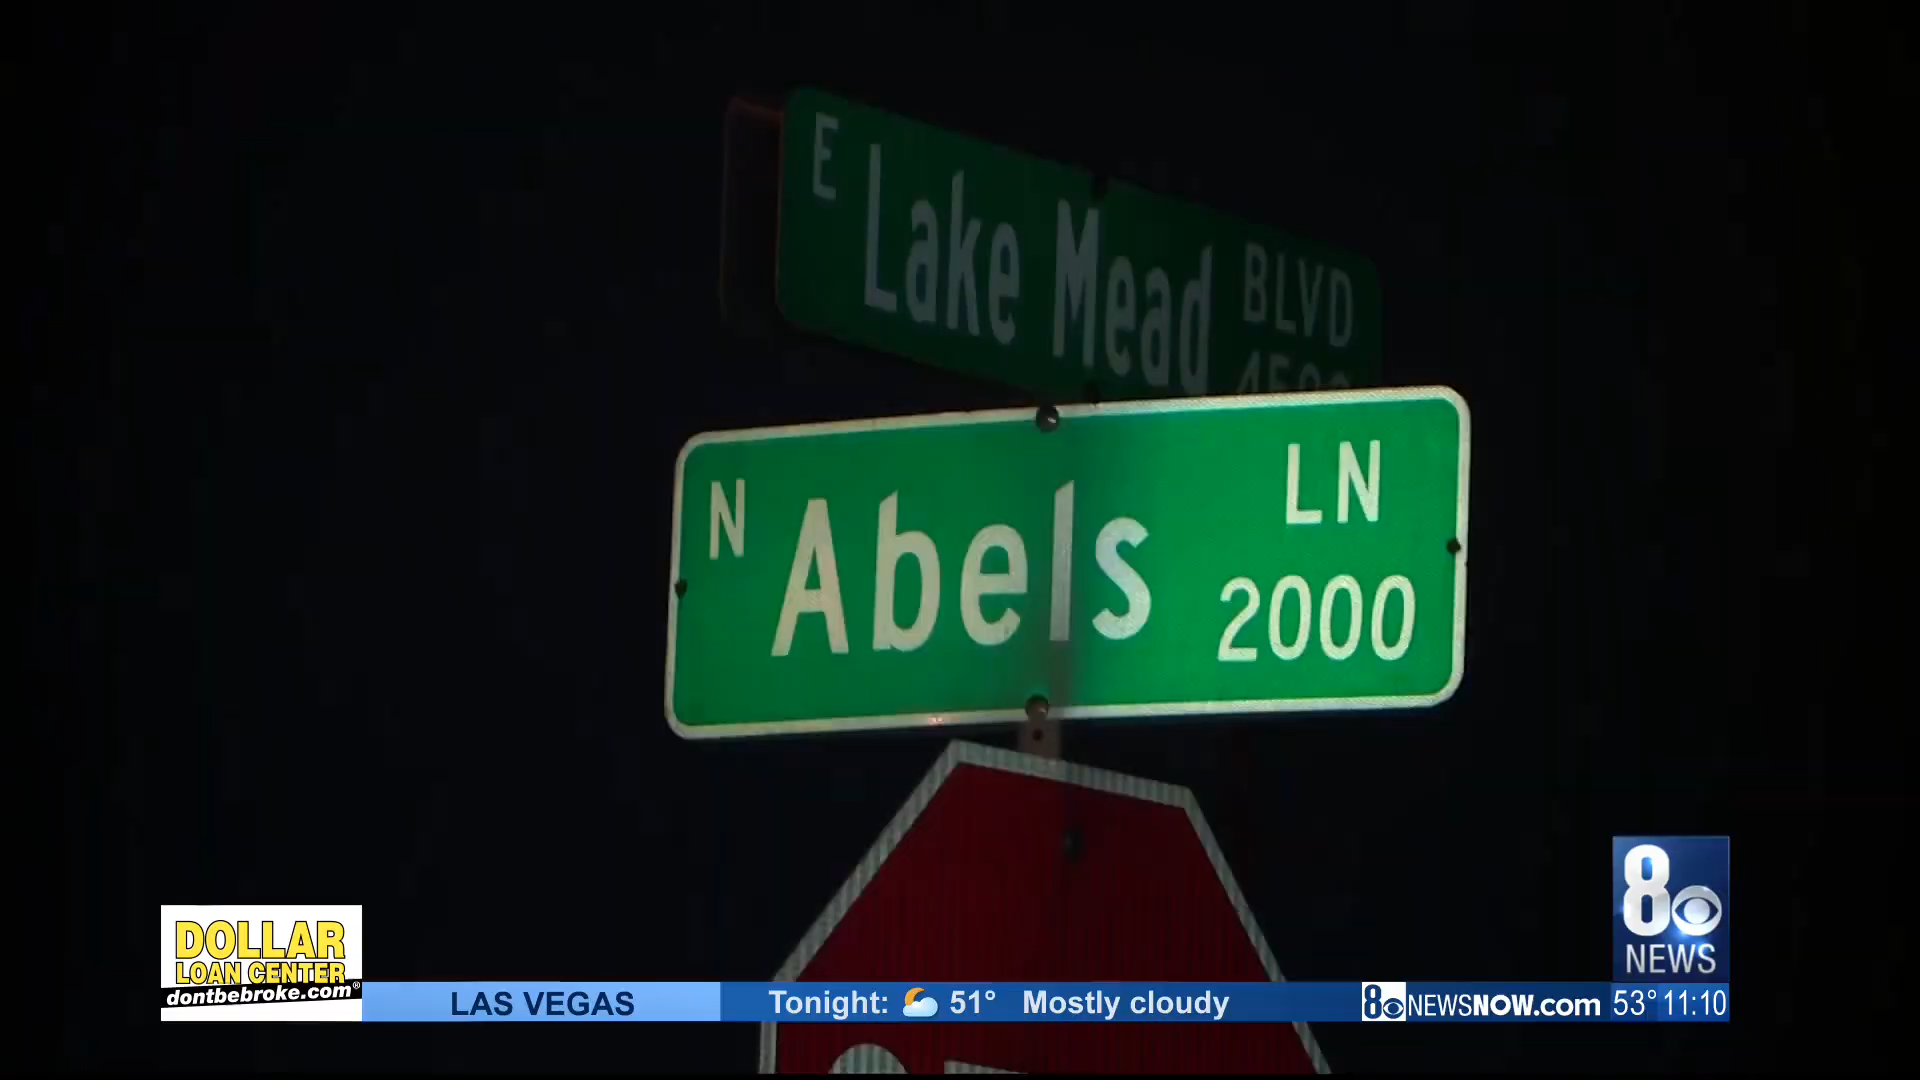 E Lake Mead BLVD
N Abels LN
2000
DOLLAR
LOAN CENTER
dontbebroke.com®
LAS VEGAS
Tonight: 51° Mostly cloudy
8
NEWS
8NEWSNOW.com 53° 11:10